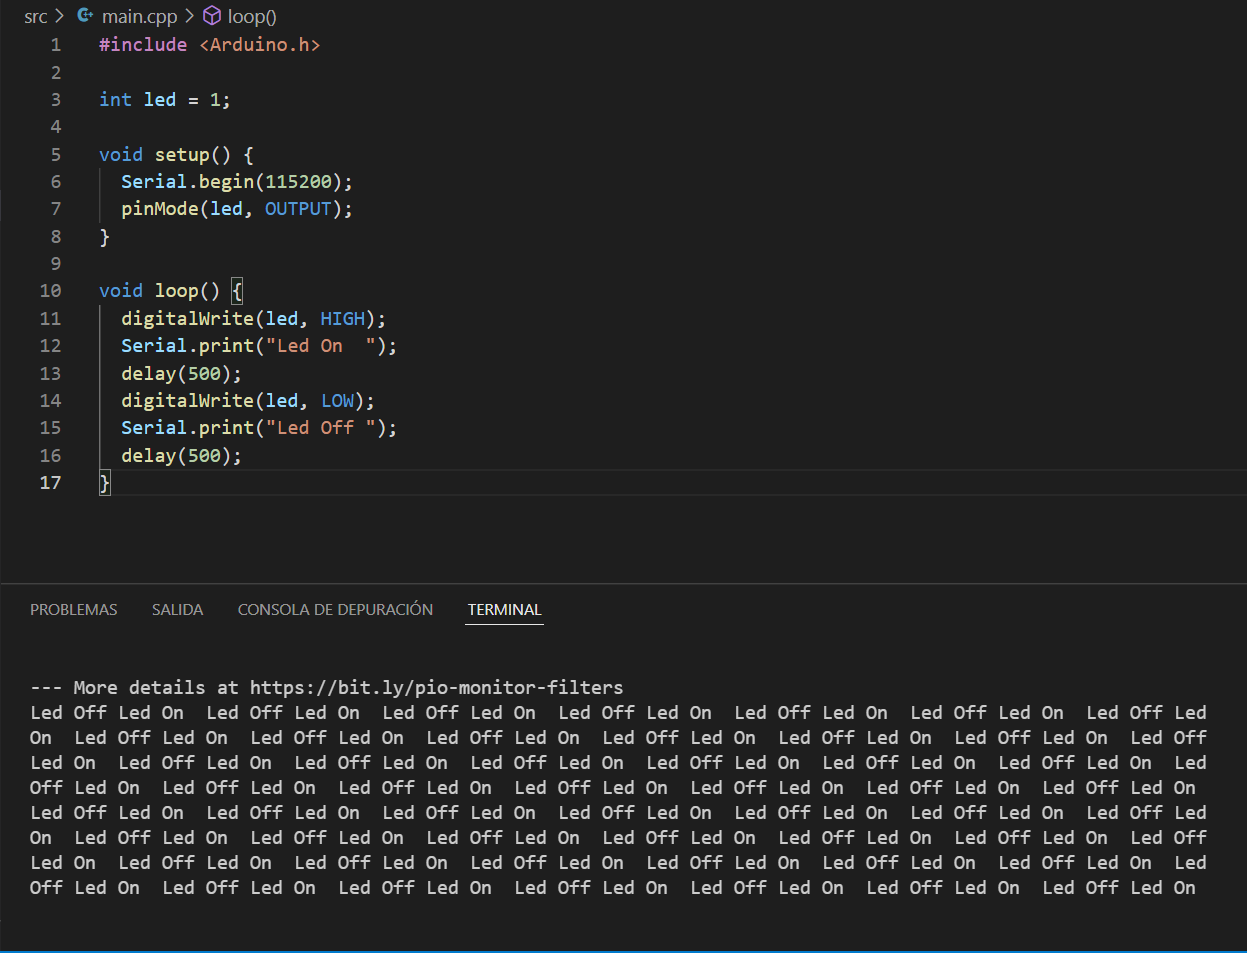 src > main.cpp > loop()
1 #include <Arduino.h>
2
3 int led = 1;
4
5 void setup() {
6   Serial.begin(115200);
7   pinMode(led, OUTPUT);
8 }
9
10 void loop() {
11   digitalWrite(led, HIGH);
12   Serial.print("Led On  ");
13   delay(500);
14   digitalWrite(led, LOW);
15   Serial.print("Led Off ");
16   delay(500);
17 }
PROBLEMAS SALIDA CONSOLA DE DEPURACIÓN TERMINAL
--- More details at https://bit.ly/pio-monitor-filters
Led Off Led On  Led Off Led On  Led Off Led On  Led Off Led On  Led Off Led On  Led Off Led On  Led Off Led
On  Led Off Led On  Led Off Led On  Led Off Led On  Led Off Led On  Led Off Led On  Led Off Led On  Led Off
Led On  Led Off Led On  Led Off Led On  Led Off Led On  Led Off Led On  Led Off Led On  Led Off Led On  Led
Off Led On  Led Off Led On  Led Off Led On  Led Off Led On  Led Off Led On  Led Off Led On  Led Off Led On
Led Off Led On  Led Off Led On  Led Off Led On  Led Off Led On  Led Off Led On  Led Off Led On  Led Off Led
On  Led Off Led On  Led Off Led On  Led Off Led On  Led Off Led On  Led Off Led On  Led Off Led On  Led Off
Led On  Led Off Led On  Led Off Led On  Led Off Led On  Led Off Led On  Led Off Led On  Led Off Led On  Led
Off Led On  Led Off Led On  Led Off Led On  Led Off Led On  Led Off Led On  Led Off Led On  Led Off Led On